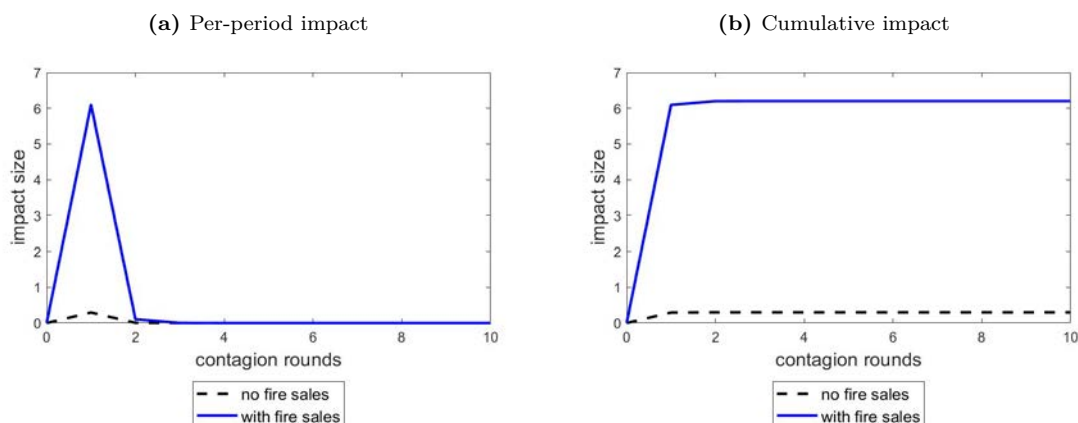 (a) Per-period impact
(b) Cumulative impact
7
6
5
4
3
2
1
0
impact size
0 2 4 6 8 10
contagion rounds
no fire sales
with fire sales
7
6
5
4
3
2
1
0
impact size
0 2 4 6 8 10
contagion rounds
no fire sales
with fire sales